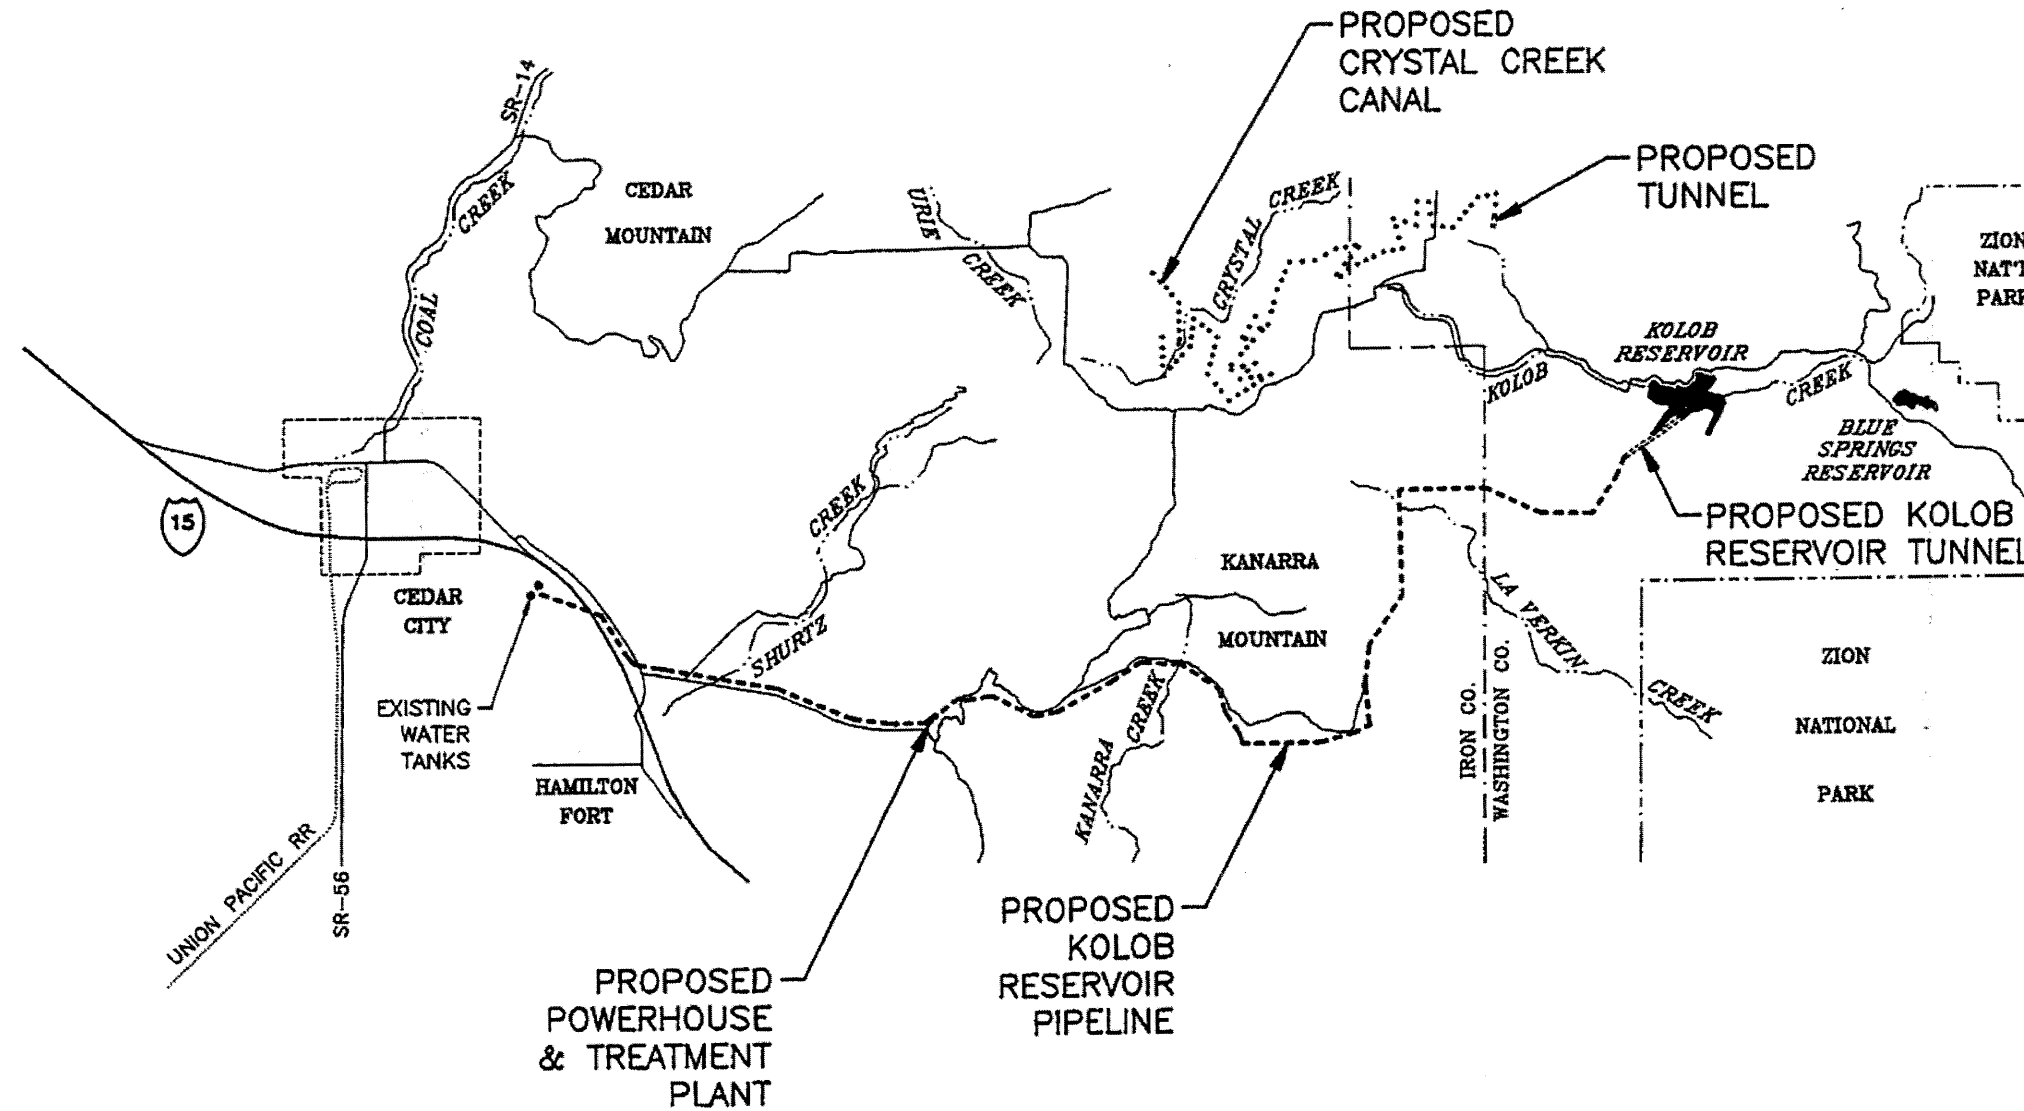 PROPOSED
CRYSTAL CREEK
CANAL
PROPOSED
TUNNEL
SR-14
CREEK
COAL
CEDAR
MOUNTAIN
URIE
CREEK
CRYSTAL CREEK
ZION
NAT'
PAR
KOLOB
RESERVOIR
KOLOB
CREEK
BLUE
SPRINGS
RESERVOIR
PROPOSED KOLOB
RESERVOIR TUNNEL
15
CEDAR
CITY
EXISTING
WATER
TANKS
CREEK
SHURTZ
KANARRA
MOUNTAIN
LA VERKIN
CREEK
ZION
NATIONAL
PARK
IRON CO.
WASHINGTON CO.
KANARRA CREEK
HAMILTON
FORT
UNION PACIFIC RR
SR-56
PROPOSED
KOLOB
RESERVOIR
PIPELINE
PROPOSED
POWERHOUSE
& TREATMENT
PLANT